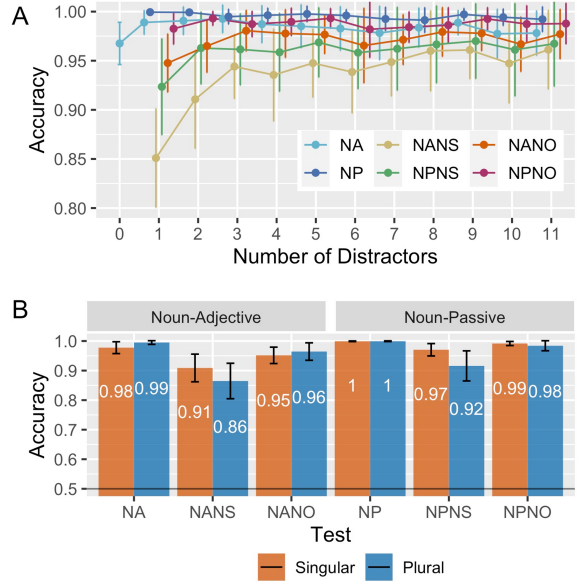 A
1.00
0.95
0.90
0.85
0.80
Accuracy
NA
NANS
NANO
NP
NPNS
NPNO
0 1 2 3 4 5 6 7 8 9 10 11
Number of Distractors
B
Noun-Adjective Noun-Passive
1.0
0.9
0.8
0.7
0.6
0.5
Accuracy
0.98 0.99 0.91 0.86 0.95 0.96 1 1 0.97 0.92 0.99 0.98
NA NANS NANO NP NPNS NPNO
Test
Singular Plural